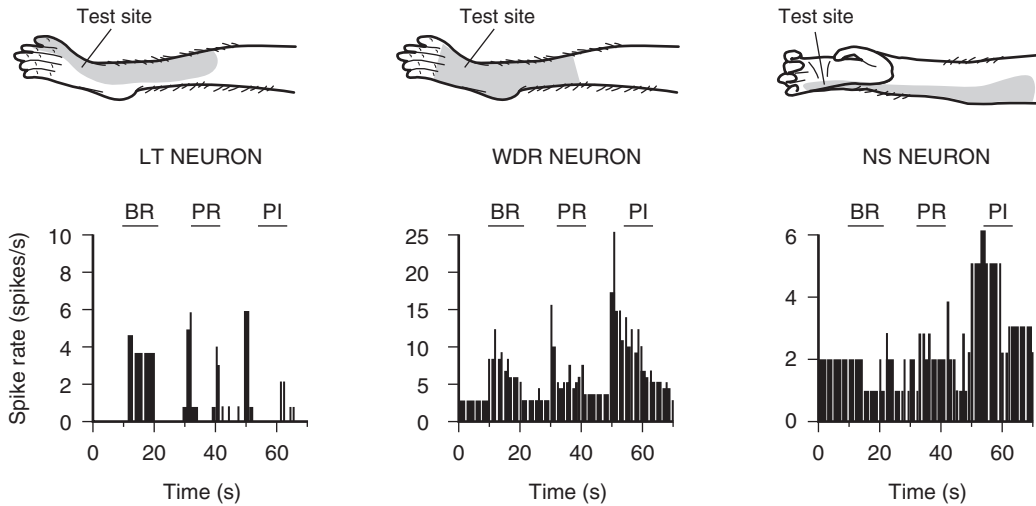 Test site Test site Test site
LT NEURON WDR NEURON NS NEURON
BR PR PI BR PR PI BR PR PI
Spike rate (spikes/s)
10
8
6
4
2
0
25
20
15
10
5
0
6
4
2
0
0 20 40 60 0 20 40 60 0 20 40 60
Time (s) Time (s) Time (s)